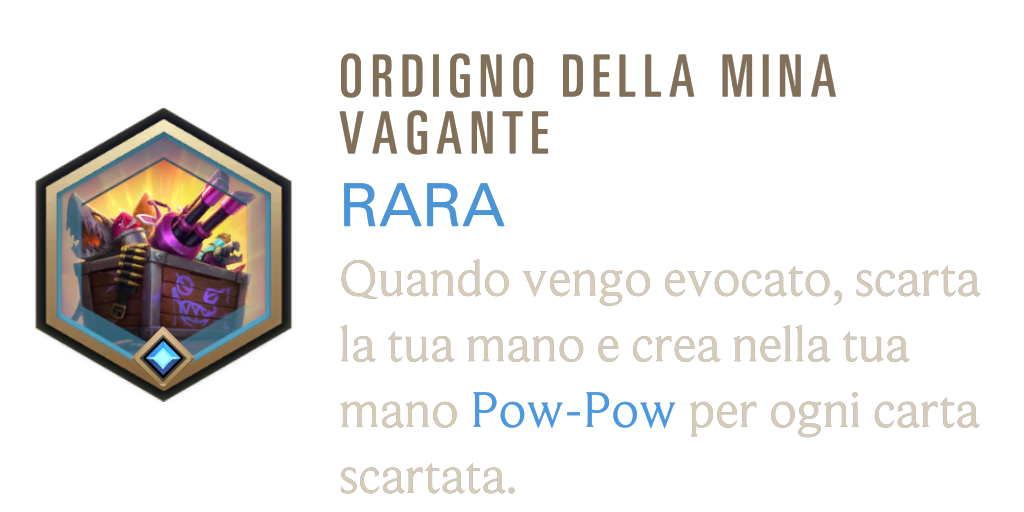 ORDIGNO DELLA MINA
VAGANTE
RARA
Quando vengo evocato, scarta
la tua mano e crea nella tua
mano Pow-Pow per ogni carta
scartata.